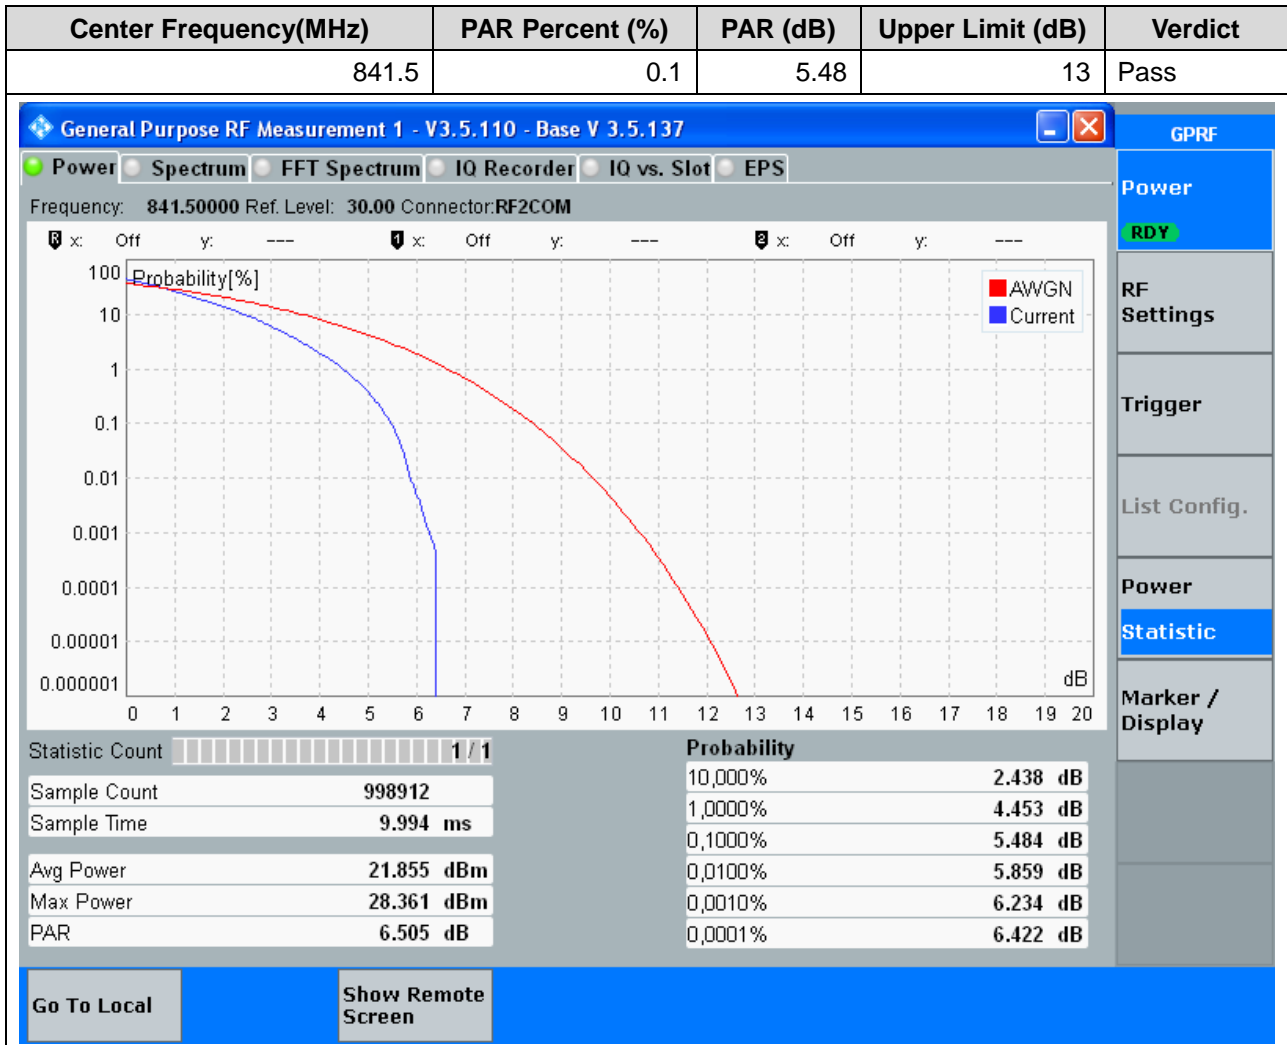 Center Frequency(MHz) PAR Percent (%) PAR (dB) Upper Limit (dB) Verdict
841.5 0.1 5.48 13 Pass
General Purpose RF Measurement 1 - V3.5.110 - Base V 3.5.137
GPRF
Power Spectrum FFT Spectrum IQ Recorder IQ vs. Slot EPS
Power
RDY
Frequency: 841.50000 Ref. Level: 30.00 Connector:RF2COM
R x: Off y: --- 1 x: Off y: --- 2 x: Off y: ---
Probability[%]
AWGN
Current
100
10
1
0.1
0.01
0.001
0.0001
0.00001
0.000001
dB
0 1 2 3 4 5 6 7 8 9 10 11 12 13 14 15 16 17 18 19 20
RF
Settings
Trigger
List Config.
Power
Statistic
Marker /
Display
Statistic Count 1 / 1
Sample Count 998912
Sample Time 9.994 ms
Avg Power 21.855 dBm
Max Power 28.361 dBm
PAR 6.505 dB
Probability
10,000% 2.438 dB
1,0000% 4.453 dB
0,1000% 5.484 dB
0,0100% 5.859 dB
0,0010% 6.234 dB
0,0001% 6.422 dB
Go To Local
Show Remote
Screen